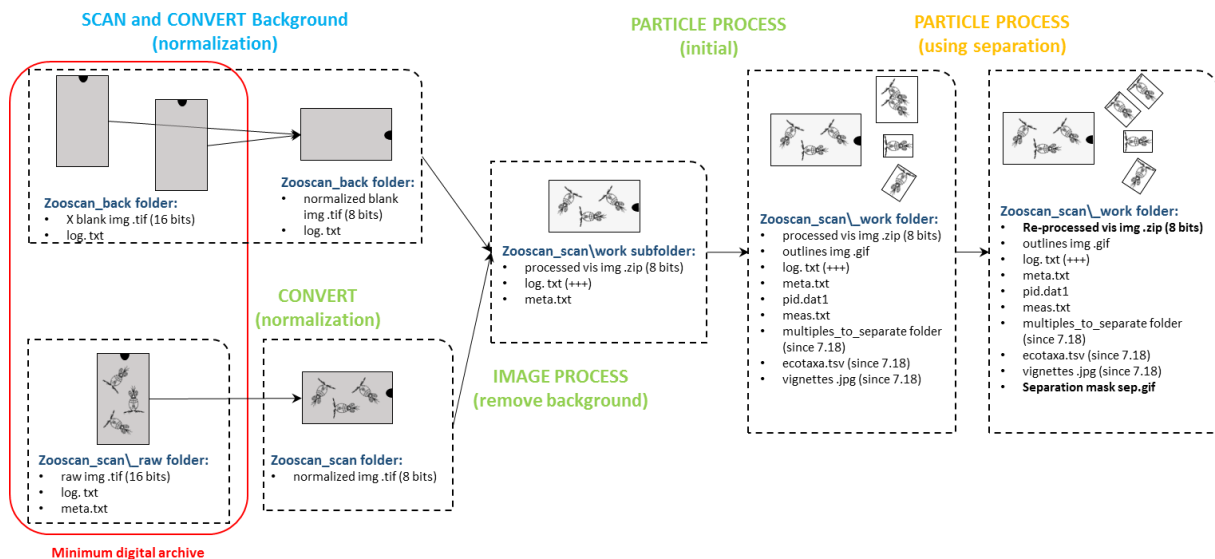 SCAN and CONVERT Background
(normalization)
Zooscan_back folder:
• X blank img .tif (16 bits)
• log. txt
Zooscan_back folder:
• normalized blank
img .tif (8 bits)
• log. txt
CONVERT
(normalization)
Zooscan_scan\_raw folder:
• raw img .tif (16 bits)
• log. txt
• meta.txt
Minimum digital archive
Zooscan_scan folder:
• normalized img .tif (8 bits)
Zooscan_scan\work subfolder:
• processed vis img .zip (8 bits)
• log. txt (+++)
• meta.txt
IMAGE PROCESS
(remove background)
PARTICLE PROCESS
(initial)
Zooscan_scan\_work folder:
• processed vis img .zip (8 bits)
• outlines img .gif
• log. txt (+++)
• meta.txt
• pid.dat1
• meas.txt
• multiples_to_separate folder
(since 7.18)
• ecotaxa.tsv (since 7.18)
• vignettes .jpg (since 7.18)
PARTICLE PROCESS
(using separation)
Zooscan_scan\_work folder:
• Re-processed vis img .zip (8 bits)
• outlines img .gif
• log. txt (+++)
• meta.txt
• pid.dat1
• meas.txt
• multiples_to_separate folder
(since 7.18)
• ecotaxa.tsv (since 7.18)
• vignettes .jpg (since 7.18)
• Separation mask sep.gif